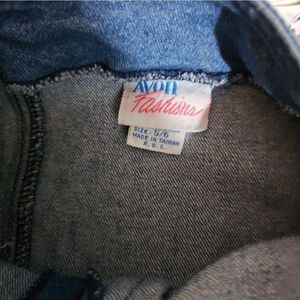 AVON
Fashions
SIZE 5/6
MADE IN TAIWAN
R.O.C.